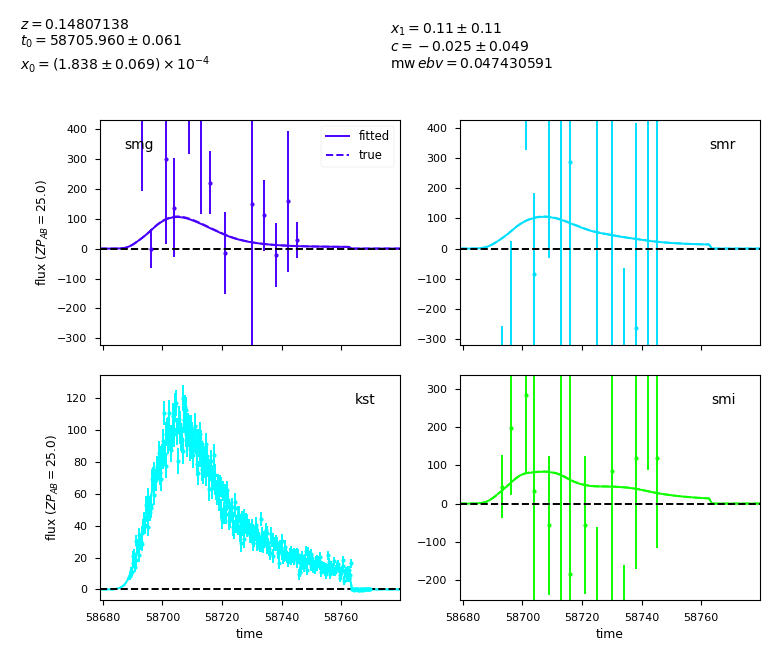 z = 0.14807138
t₀ = 58705.960 ± 0.061
x₀ = (1.838 ± 0.069) × 10⁻⁴
x₁ = 0.11 ± 0.11
c = −0.025 ± 0.049
mw ebv = 0.047430591
smg
fitted
true
400
300
200
100
0
−100
−200
−300
flux (ZP_AB = 25.0)
smr
400
300
200
100
0
−100
−200
−300
kst
120
100
80
60
40
20
0
flux (ZP_AB = 25.0)
58680 58700 58720 58740 58760
time
smi
300
200
100
0
−100
−200
58680 58700 58720 58740 58760
time